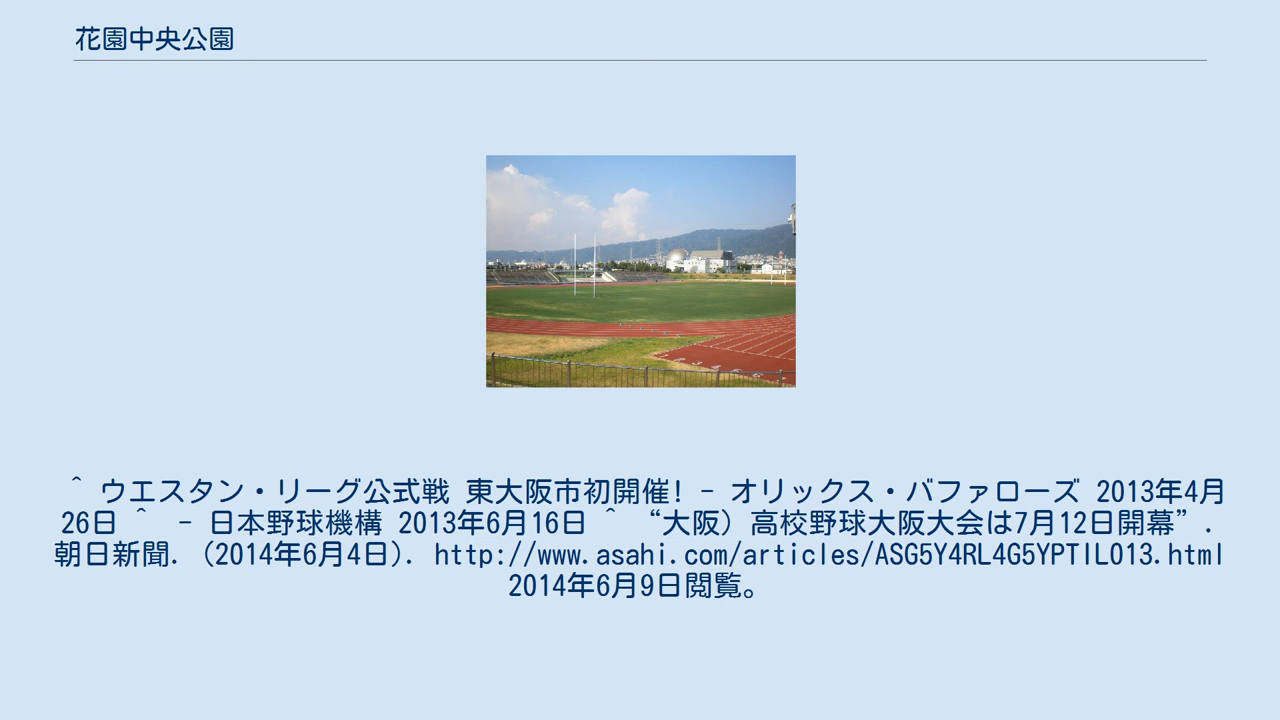 花園中央公園
^ ウエスタン・リーグ公式戦 東大阪市初開催! - オリックス・バファローズ 2013年4月
26日 ^  - 日本野球機構 2013年6月16日 ^ “大阪）高校野球大阪大会は7月12日開幕”.
朝日新聞. (2014年6月4日). http://www.asahi.com/articles/ASG5Y4RL4G5YPTIL013.html
2014年6月9日閲覧。